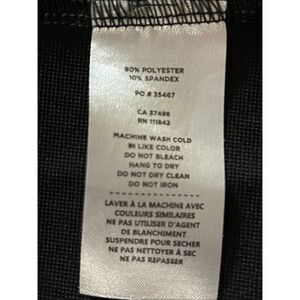 90% POLYESTER
10% SPANDEX
PO # 35467
CA 37496
RN 111842
MACHINE WASH COLD
IN LIKE COLOR
DO NOT BLEACH
HANG TO DRY
DO NOT DRY CLEAN
DO NOT IRON
LAVER À LA MACHINE AVEC
COULEURS SIMILAIRES
NE PAS UTILISER D'AGENT
DE BLANCHIMENT
SUSPENDRE POUR SECHER
NE PAS NETTOYER À SEC
NE PAS REPASSER